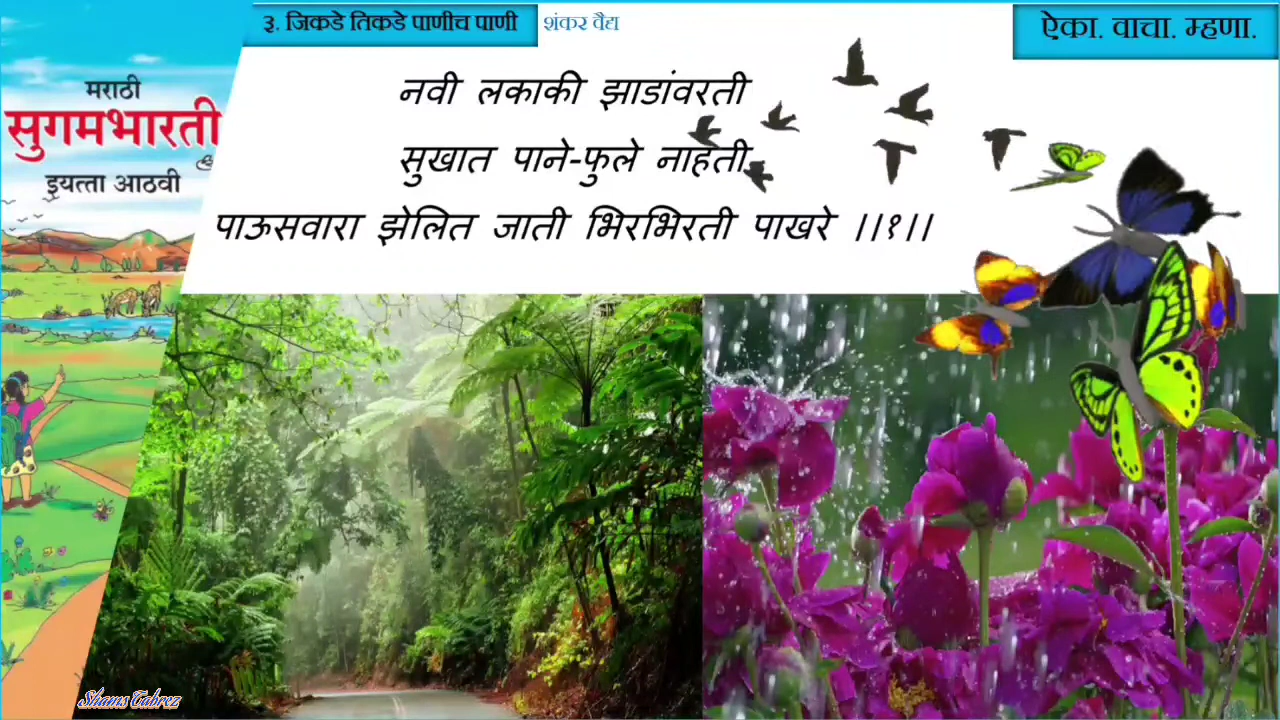 ३. जिकडे तिकडे पाणीच पाणी
शंकर वैद्य
ऐका. वाचा. म्हणा.
मराठी
सुगमभारती
इयत्ता आठवी
नवी लकाकी झाडांवरती
सुखात पाने-फुले नाहती
पाऊसवारा झेलित जाती भिरभिरती पाखरे ।।१।।
Shams Tabrez